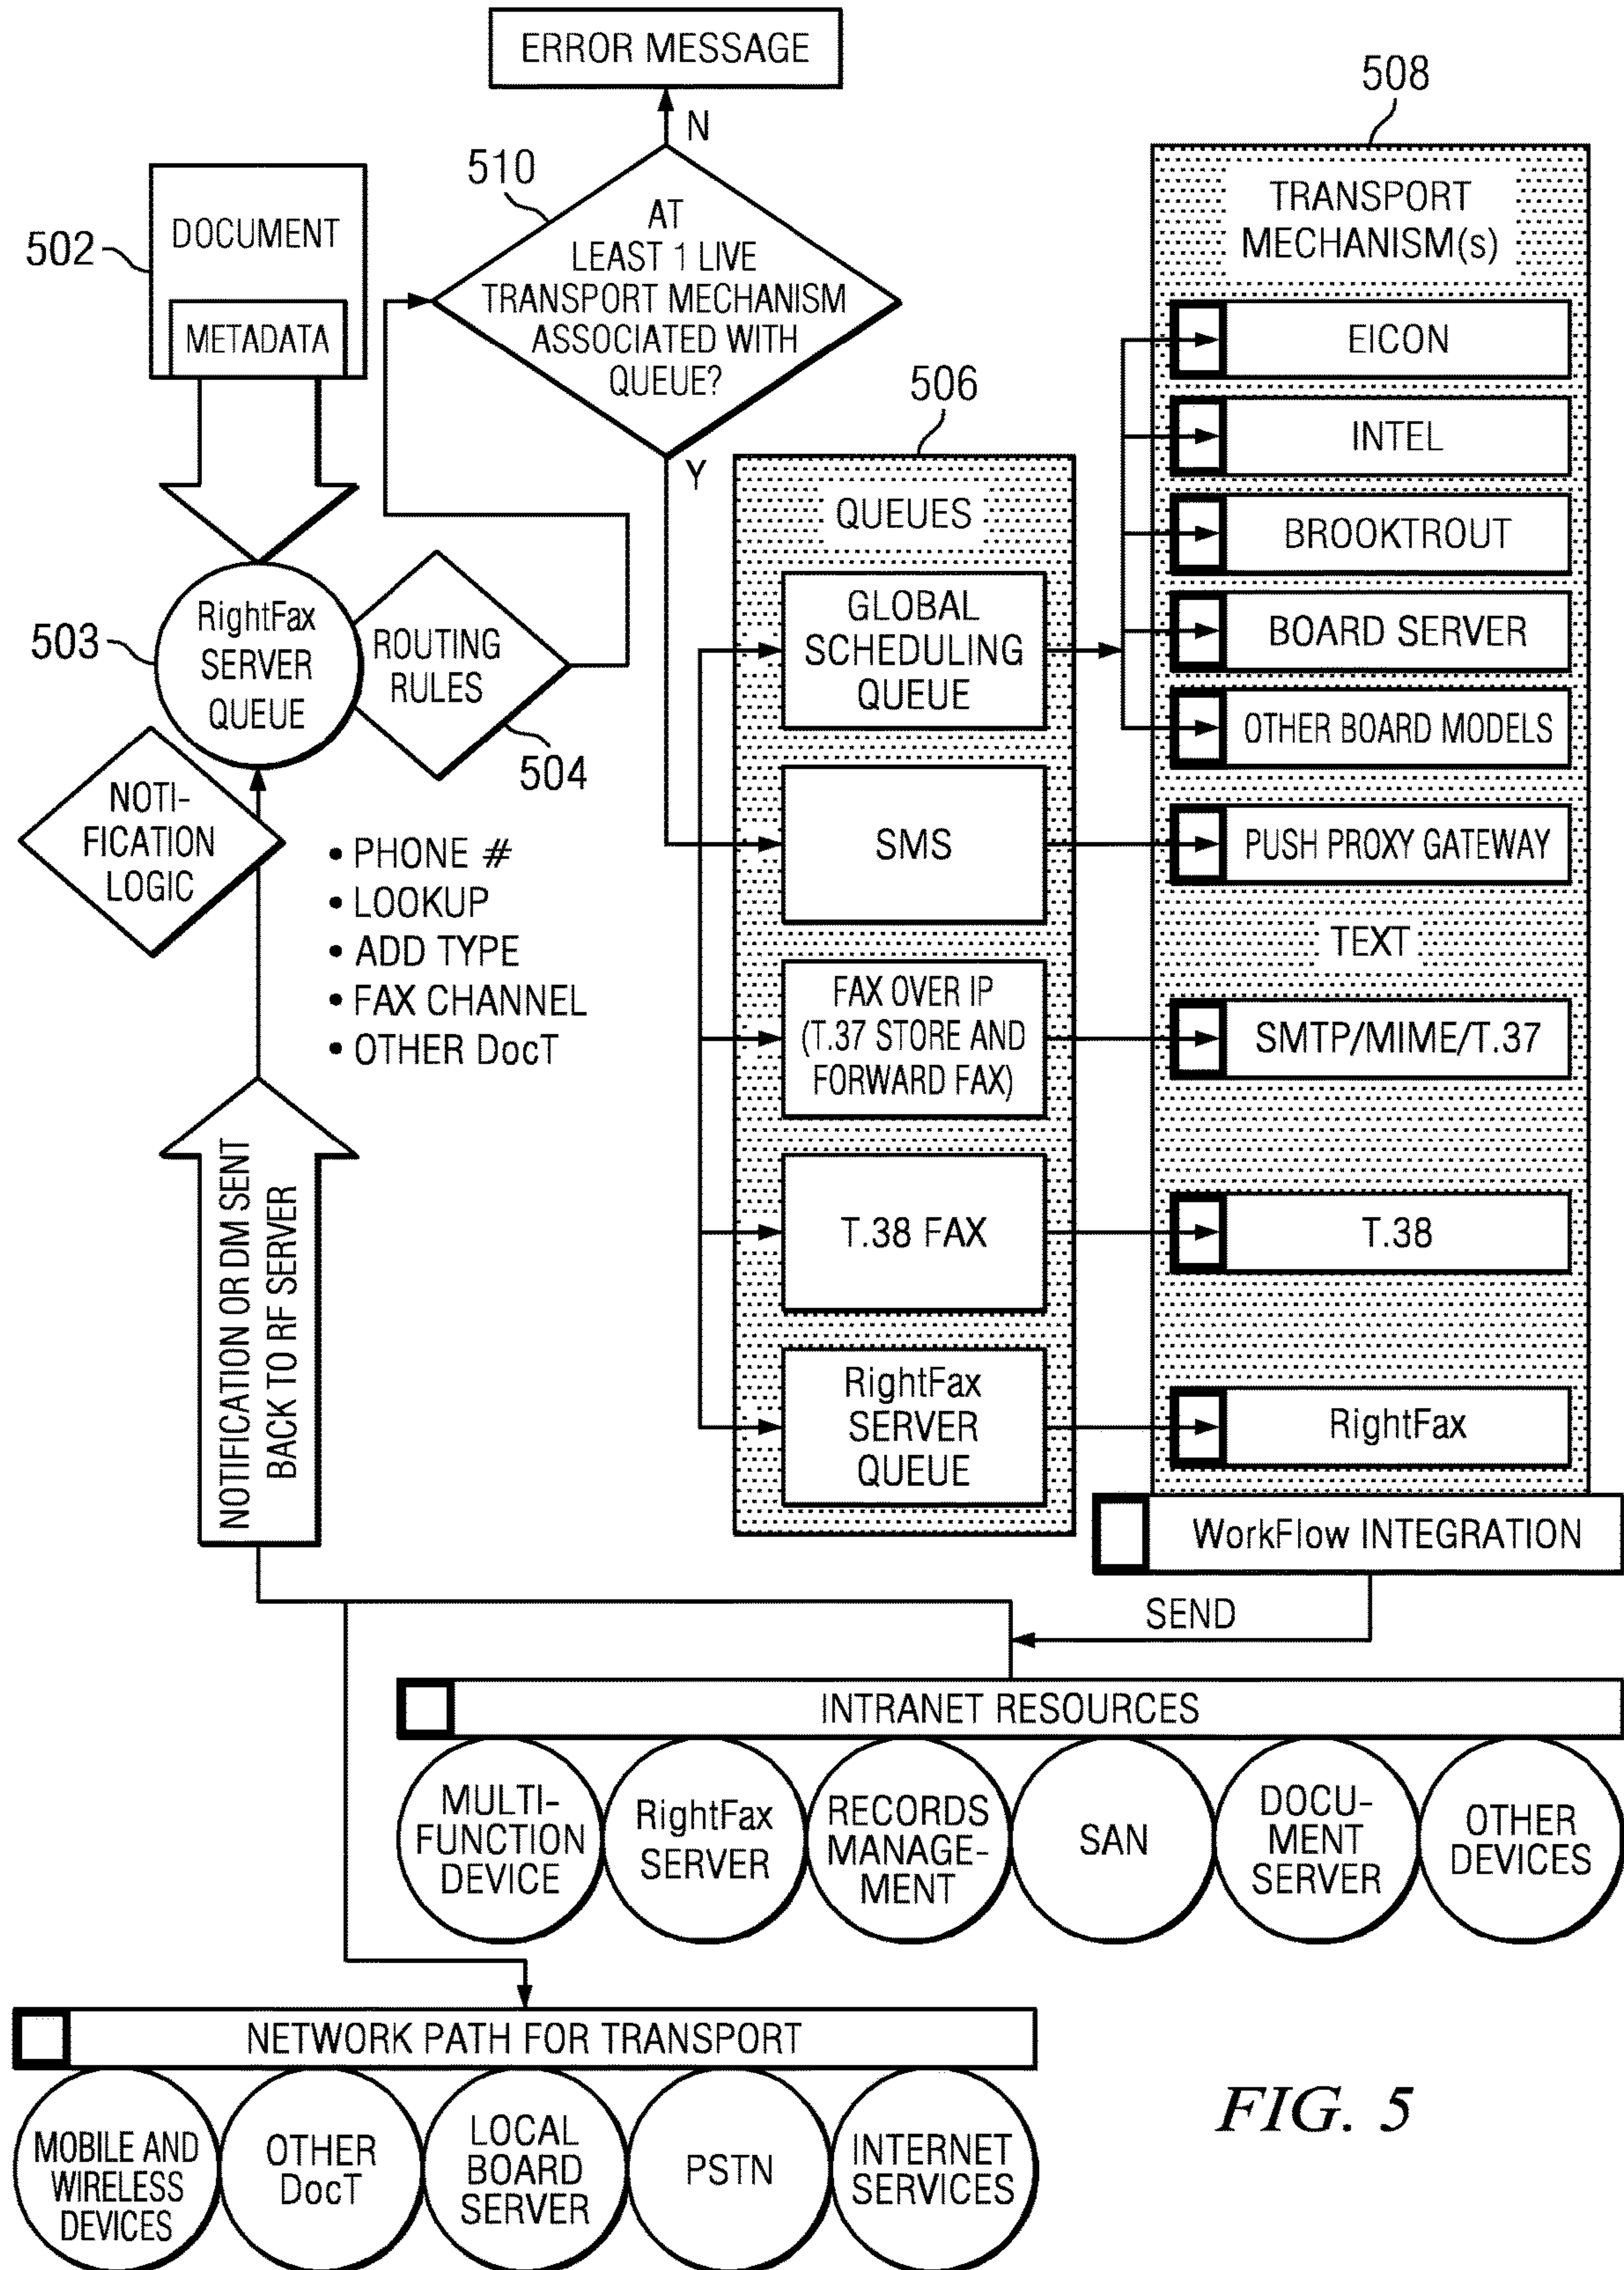 ERROR MESSAGE
N
510
AT
LEAST 1 LIVE
TRANSPORT MECHANISM
ASSOCIATED WITH
QUEUE?
Y
502
DOCUMENT
METADATA
503
RightFax
SERVER
QUEUE
ROUTING
RULES
504
NOTI-
FICATION
LOGIC
• PHONE #
• LOOKUP
• ADD TYPE
• FAX CHANNEL
• OTHER DocT
NOTIFICATION OR DM SENT
BACK TO RF SERVER
506
QUEUES
GLOBAL
SCHEDULING
QUEUE
SMS
FAX OVER IP
(T.37 STORE AND
FORWARD FAX)
T.38 FAX
RightFax
SERVER
QUEUE
508
TRANSPORT
MECHANISM(s)
EICON
INTEL
BROOKTROUT
BOARD SERVER
OTHER BOARD MODELS
PUSH PROXY GATEWAY
TEXT
SMTP/MIME/T.37
T.38
RightFax
WorkFlow INTEGRATION
SEND
INTRANET RESOURCES
MULTI-
FUNCTION
DEVICE
RightFax
SERVER
RECORDS
MANAGE-
MENT
SAN
DOCU-
MENT
SERVER
OTHER
DEVICES
NETWORK PATH FOR TRANSPORT
MOBILE AND
WIRELESS
DEVICES
OTHER
DocT
LOCAL
BOARD
SERVER
PSTN
INTERNET
SERVICES
FIG. 5